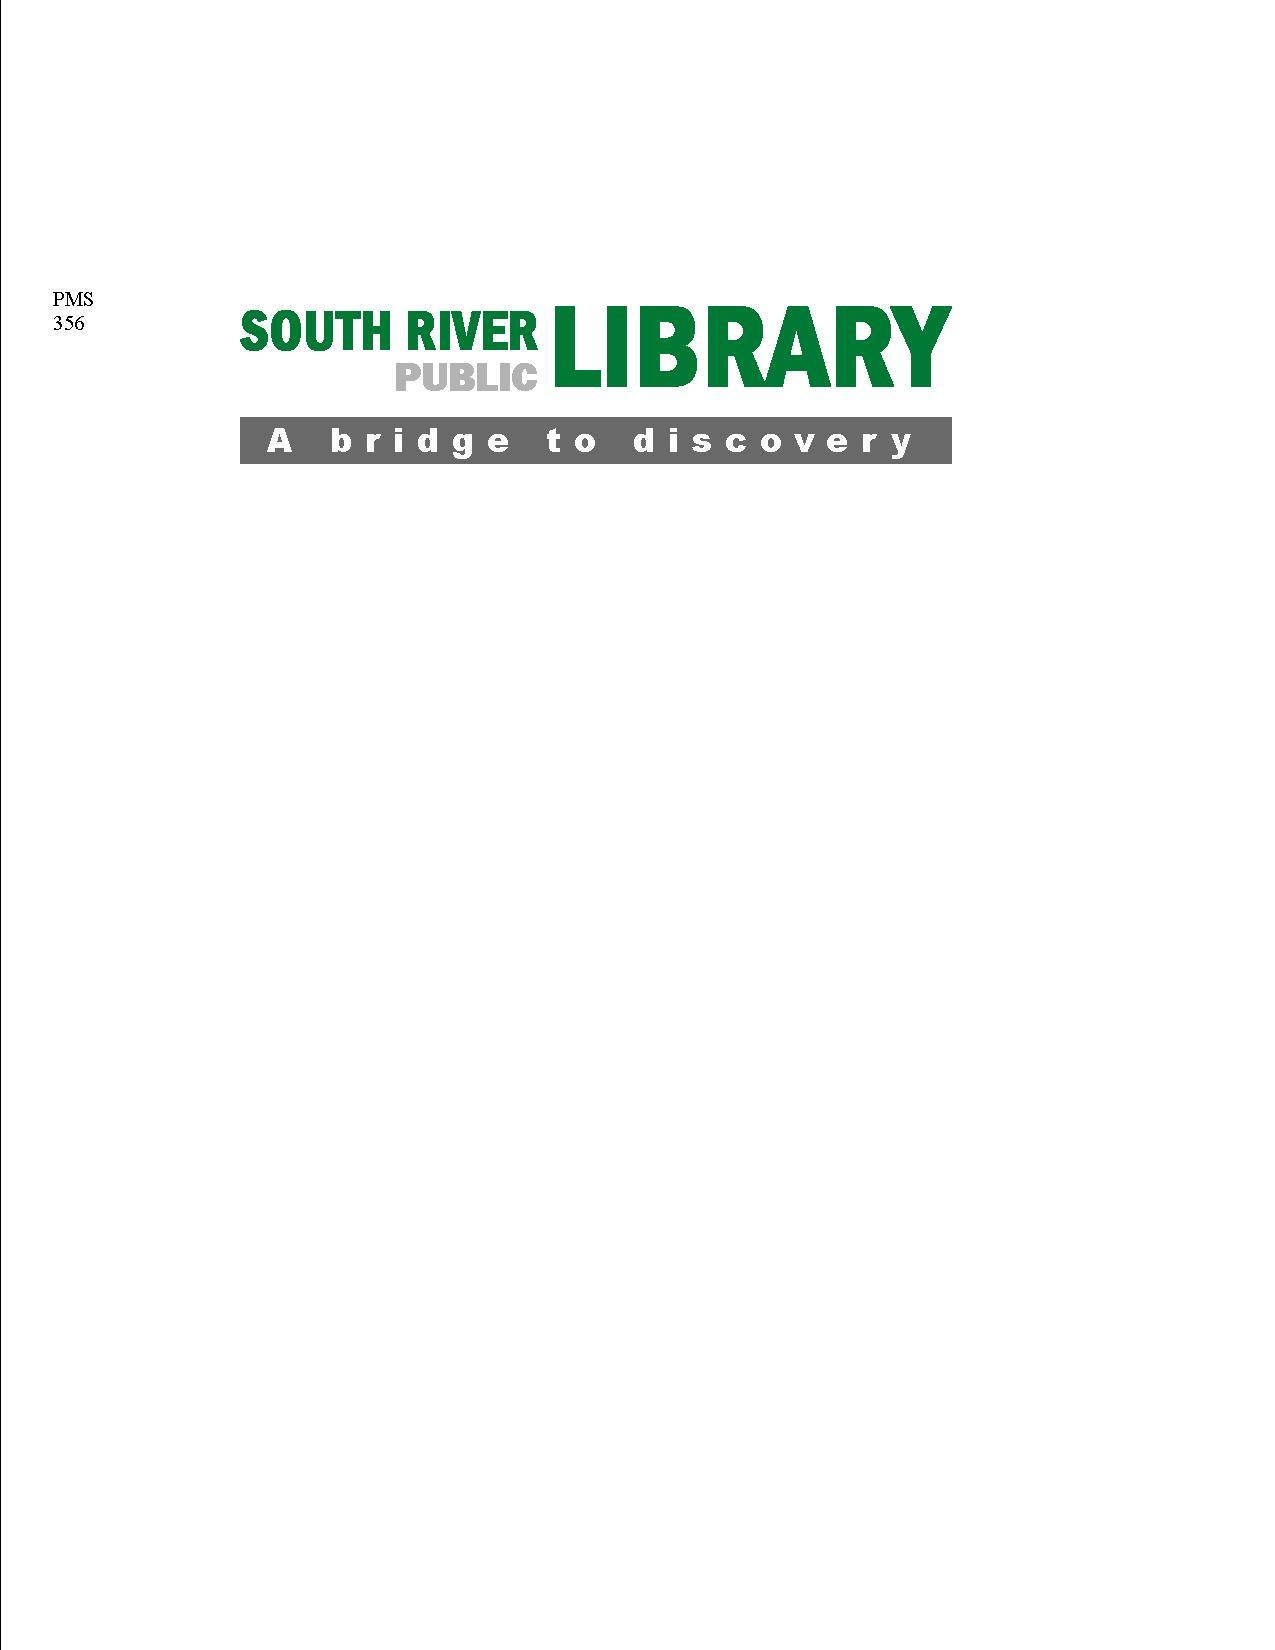 PMS
356
SOUTH RIVER
PUBLIC
LIBRARY
A bridge to discovery